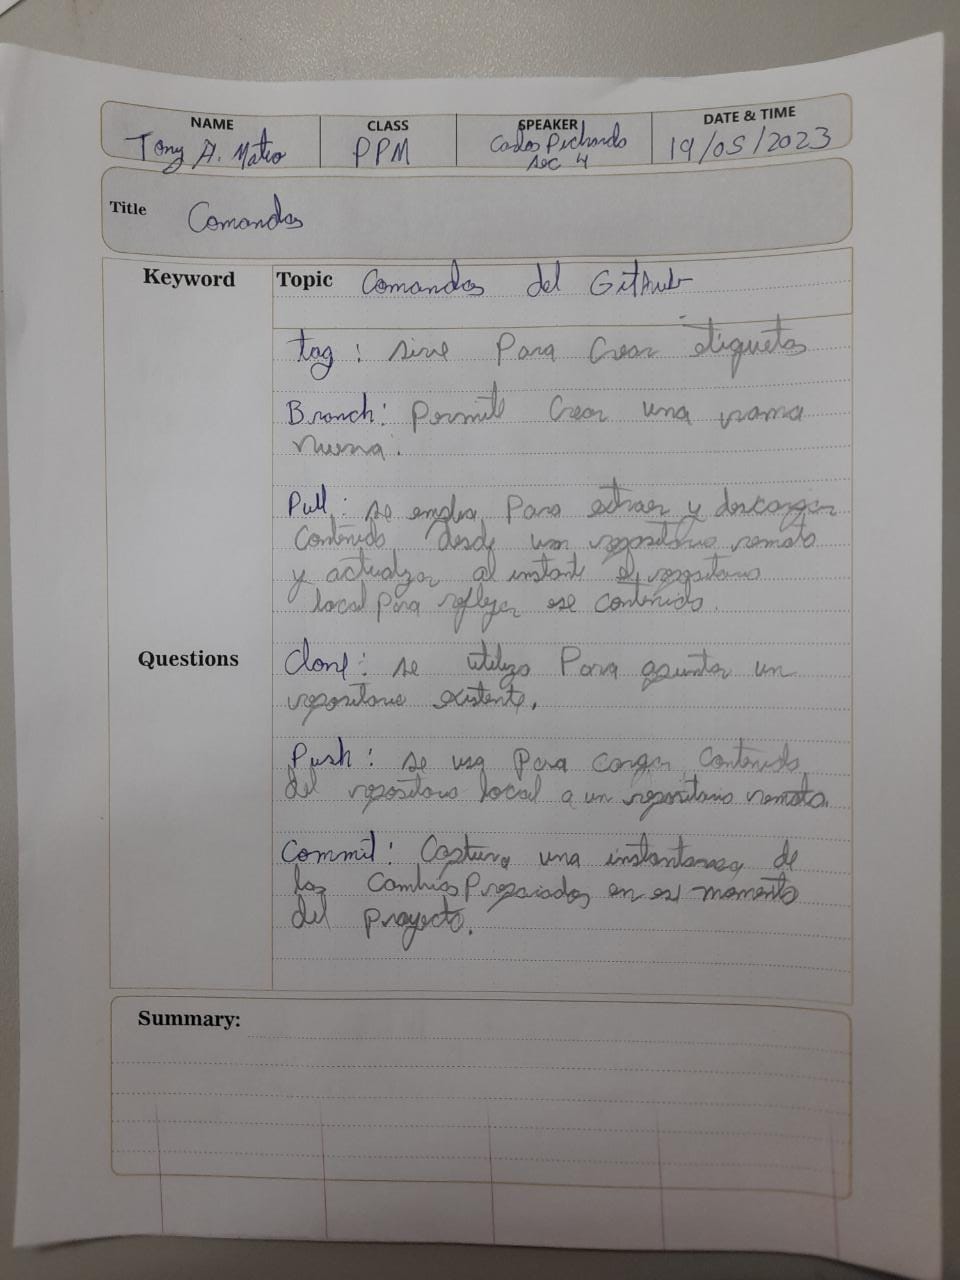 NAME CLASS SPEAKER DATE & TIME
Tony A. Mateo PPM Carlos Pichardo 19/05/2023
sec 4
Title Comandos
Keyword Topic Comandos del GitHub
tag : sirve Para Crear etiquetas
Branch: Permite Crear una rama
nueva.
Pull : se emplea Para extraer y descargar
Contenido desde un repositorio remoto
y actualizar al instante el repositorio
local para reflejar ese contenido.
Questions Clone : se utiliza Para apuntar un
repositorio existente.
Push : se usa Para cargar Contenido
del repositorio local a un repositorio remoto.
Commit : Captura una instantanea de
los Cambios Preparados en ese momento
del proyecto.
Summary: